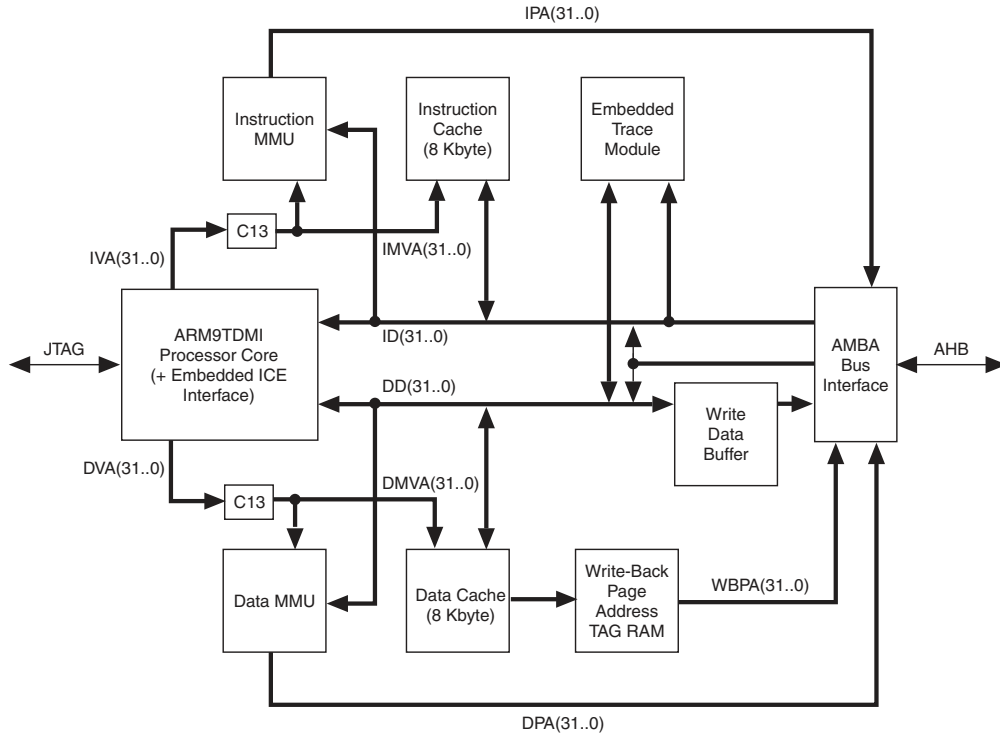 IPA(31..0)
Instruction
MMU
Instruction
Cache
(8 Kbyte)
Embedded
Trace
Module
C13
IVA(31..0)
IMVA(31..0)
ARM9TDMI
Processor Core
(+ Embedded ICE
Interface)
JTAG
ID(31..0)
AMBA
Bus
Interface
AHB
DD(31..0)
Write
Data
Buffer
DVA(31..0)
C13
DMVA(31..0)
Data MMU
Data Cache
(8 Kbyte)
Write-Back
Page
Address
TAG RAM
WBPA(31..0)
DPA(31..0)